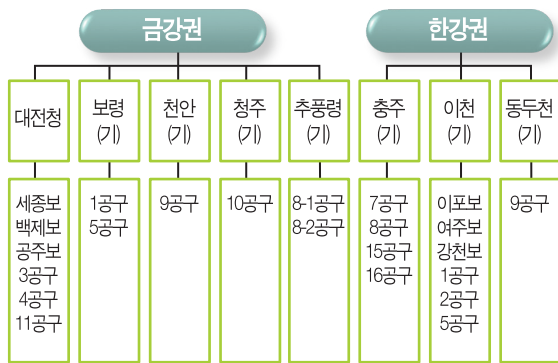 금강권
한강권
대전청
보령
(기)
천안
(기)
청주
(기)
추풍령
(기)
충주
(기)
이천
(기)
동두천
(기)
세종보
백제보
공주보
3공구
4공구
11공구
1공구
5공구
9공구
10공구
8-1공구
8-2공구
7공구
8공구
15공구
16공구
이포보
여주보
강천보
1공구
2공구
5공구
9공구